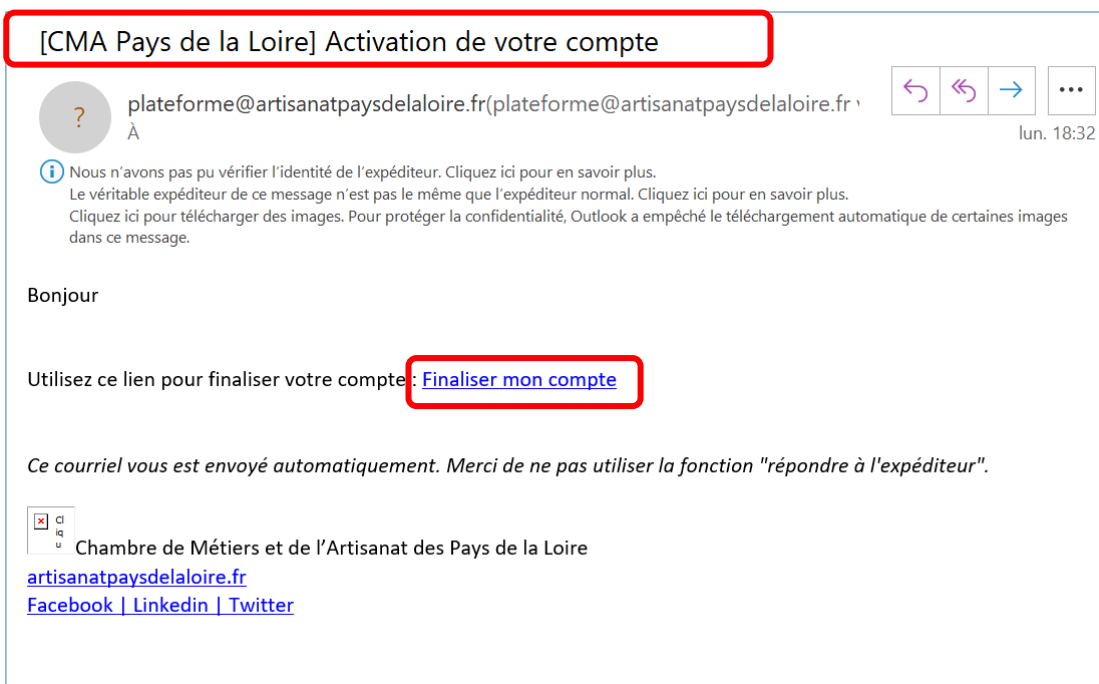 [CMA Pays de la Loire] Activation de votre compte
?
plateforme@artisanatpaysdelaloire.fr(plateforme@artisanatpaysdelaloire.fr
À
lun. 18:32
Nous n'avons pas pu vérifier l'identité de l'expéditeur. Cliquez ici pour en savoir plus.
Le véritable expéditeur de ce message n'est pas le même que l'expéditeur normal. Cliquez ici pour en savoir plus.
Cliquez ici pour télécharger des images. Pour protéger la confidentialité, Outlook a empêché le téléchargement automatique de certaines images
dans ce message.
Bonjour
Utilisez ce lien pour finaliser votre compte : Finaliser mon compte
Ce courriel vous est envoyé automatiquement. Merci de ne pas utiliser la fonction "répondre à l'expéditeur".
Cl
iq
u
Chambre de Métiers et de l’Artisanat des Pays de la Loire
artisanatpaysdelaloire.fr
Facebook | Linkedin | Twitter